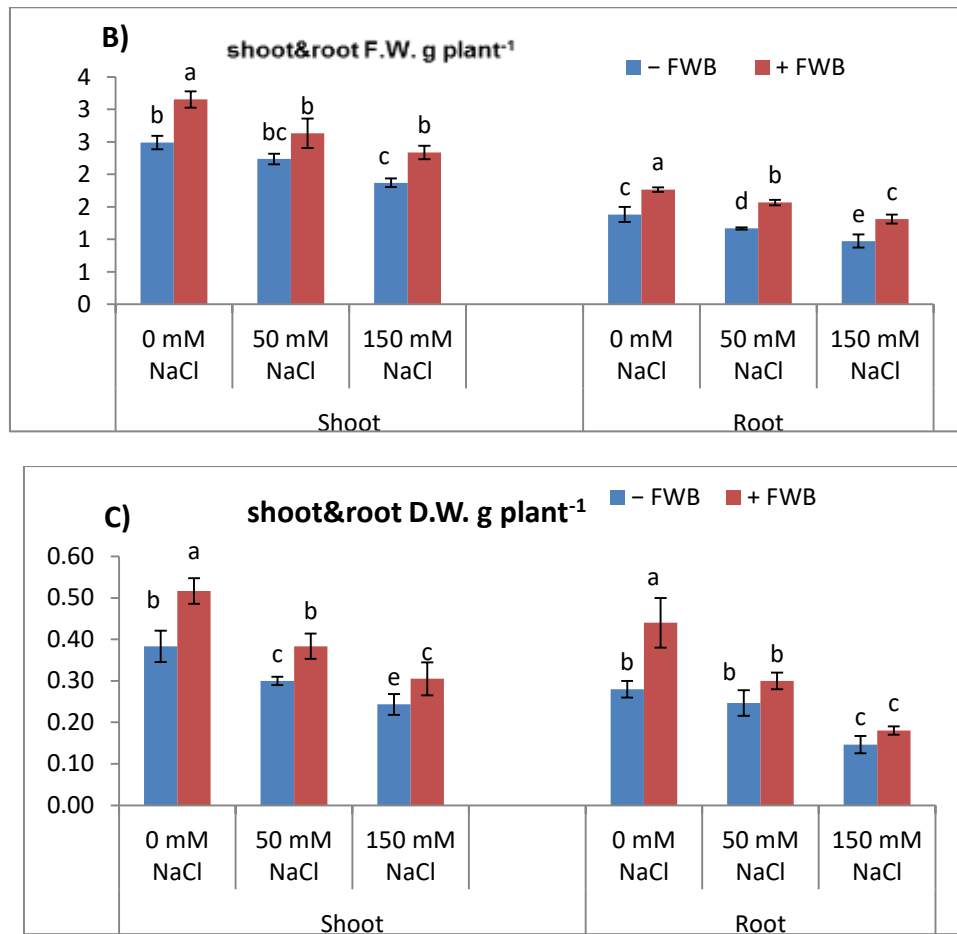 B)
shoot&root F.W. g plant⁻¹
– FWB + FWB
4
3
3
2
2
1
1
0
b a bc b c b c a d b e c
0 mM NaCl
50 mM NaCl
150 mM NaCl
0 mM NaCl
50 mM NaCl
150 mM NaCl
Shoot Root
C)
shoot&root D.W. g plant⁻¹
– FWB + FWB
0.60
0.50
0.40
0.30
0.20
0.10
0.00
b a c b e c b a b b c c
0 mM NaCl
50 mM NaCl
150 mM NaCl
0 mM NaCl
50 mM NaCl
150 mM NaCl
Shoot Root